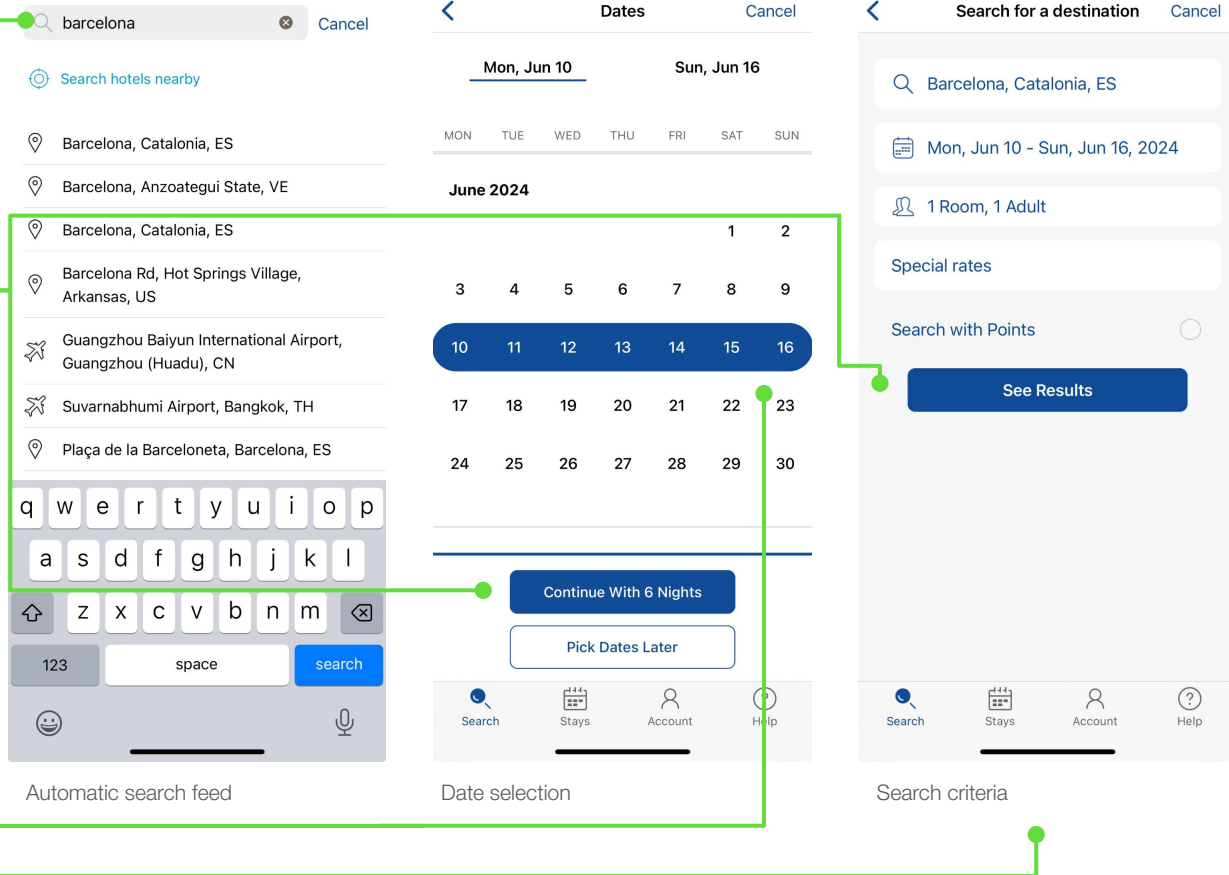 barcelona
Cancel
Search hotels nearby
Barcelona, Catalonia, ES
Barcelona, Anzoategui State, VE
Barcelona, Catalonia, ES
Barcelona Rd, Hot Springs Village,
Arkansas, US
Guangzhou Baiyun International Airport,
Guangzhou (Huadu), CN
Suvarnabhumi Airport, Bangkok, TH
Plaça de la Barceloneta, Barcelona, ES
q w e r t y u i o p
a s d f g h j k l
z x c v b n m
123 space search
Automatic search feed
Dates Cancel
Mon, Jun 10 Sun, Jun 16
MON TUE WED THU FRI SAT SUN
June 2024
1 2
3 4 5 6 7 8 9
10 11 12 13 14 15 16
17 18 19 20 21 22 23
24 25 26 27 28 29 30
Continue With 6 Nights
Pick Dates Later
Search Stays Account Help
Date selection
Search for a destination Cancel
Barcelona, Catalonia, ES
Mon, Jun 10 - Sun, Jun 16, 2024
1 Room, 1 Adult
Special rates
Search with Points
See Results
Search Stays Account Help
Search criteria